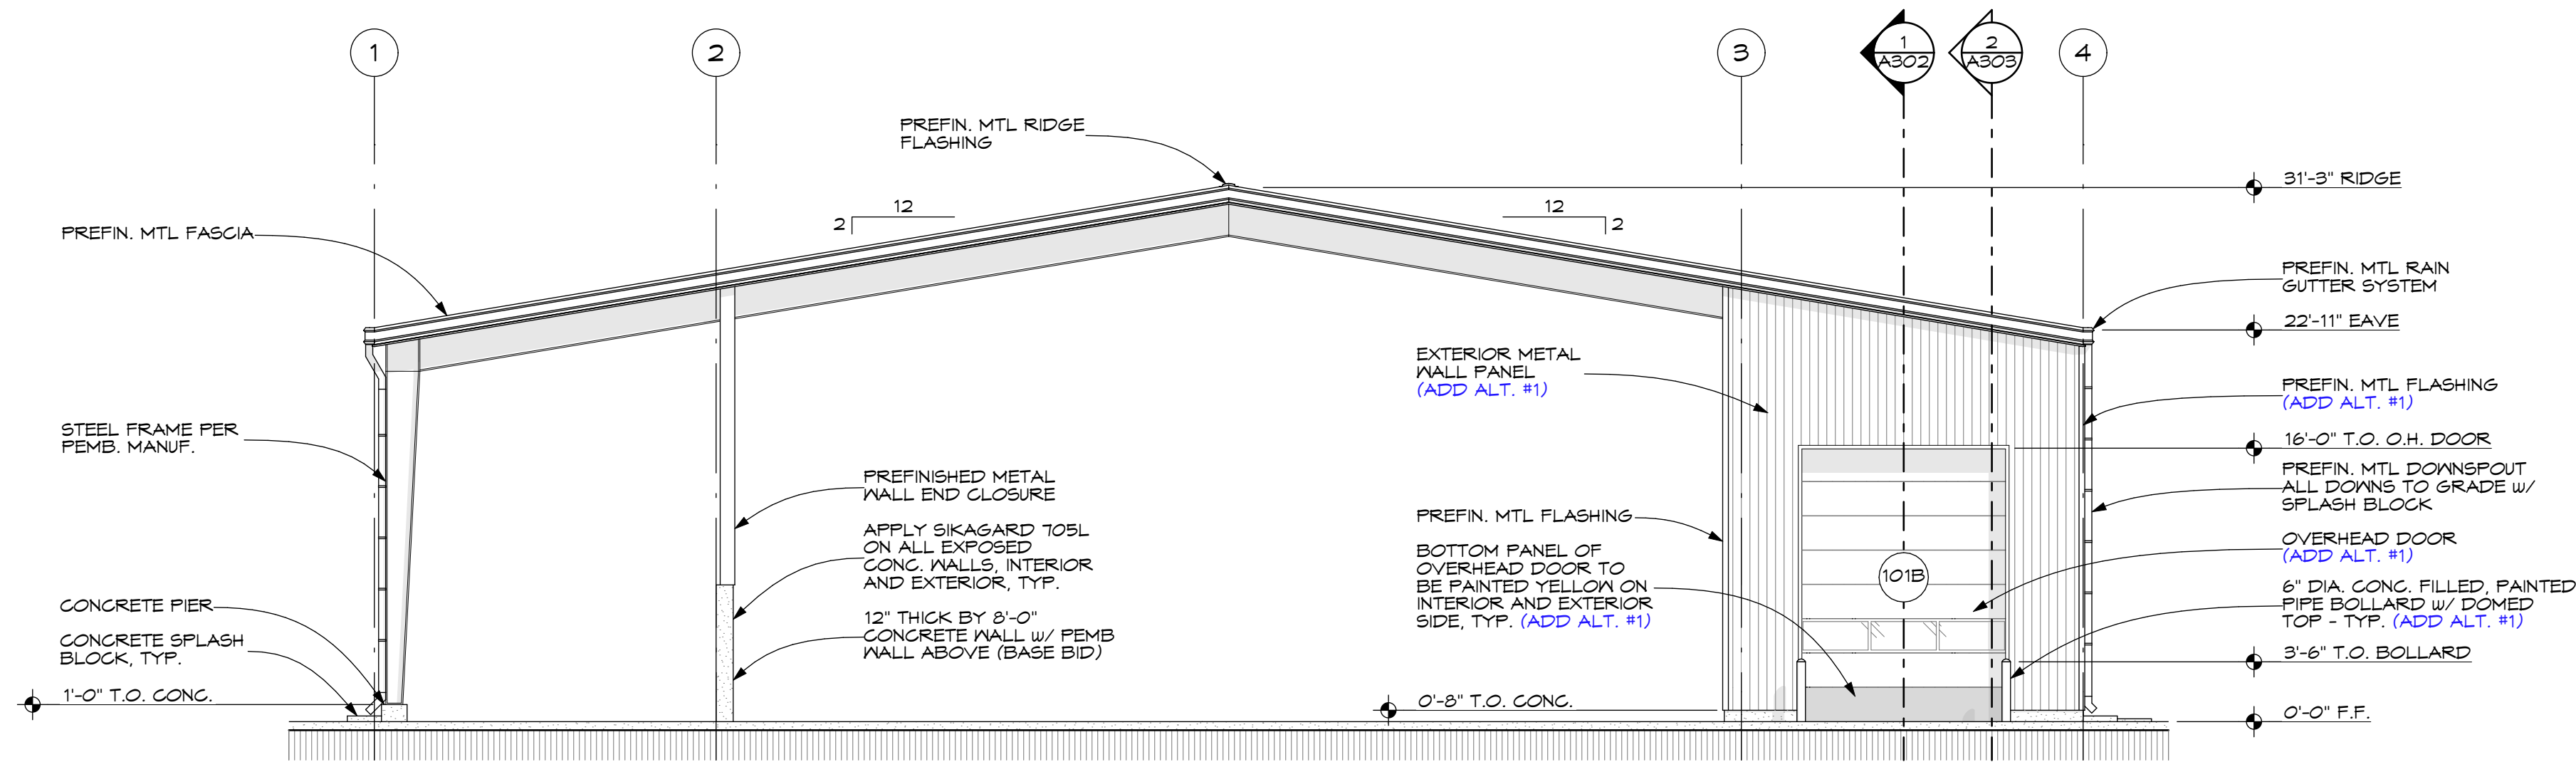 1
2
3
1
A302
2
A303
4
PREFIN. MTL RIDGE
FLASHING
31'-3" RIDGE
12
2
12
2
PREFIN. MTL FASCIA
PREFIN. MTL RAIN
GUTTER SYSTEM
22'-11" EAVE
EXTERIOR METAL
WALL PANEL
(ADD ALT. #1)
PREFIN. MTL FLASHING
(ADD ALT. #1)
STEEL FRAME PER
PEMB. MANUF.
16'-0" T.O. O.H. DOOR
PREFINISHED METAL
WALL END CLOSURE
PREFIN. MTL DOWNSPOUT
ALL DOWNS TO GRADE W/
SPLASH BLOCK
APPLY SIKAGARD 705L
ON ALL EXPOSED
CONC. WALLS, INTERIOR
AND EXTERIOR, TYP.
PREFIN. MTL FLASHING
BOTTOM PANEL OF
OVERHEAD DOOR TO
BE PAINTED YELLOW ON
INTERIOR AND EXTERIOR
SIDE, TYP. (ADD ALT. #1)
101B
OVERHEAD DOOR
(ADD ALT. #1)
6" DIA. CONC. FILLED, PAINTED
PIPE BOLLARD W/ DOMED
TOP - TYP. (ADD ALT. #1)
CONCRETE PIER
CONCRETE SPLASH
BLOCK, TYP.
12" THICK BY 8'-0"
CONCRETE WALL W/ PEMB
WALL ABOVE (BASE BID)
3'-6" T.O. BOLLARD
1'-0" T.O. CONC.
0'-8" T.O. CONC.
0'-0" F.F.